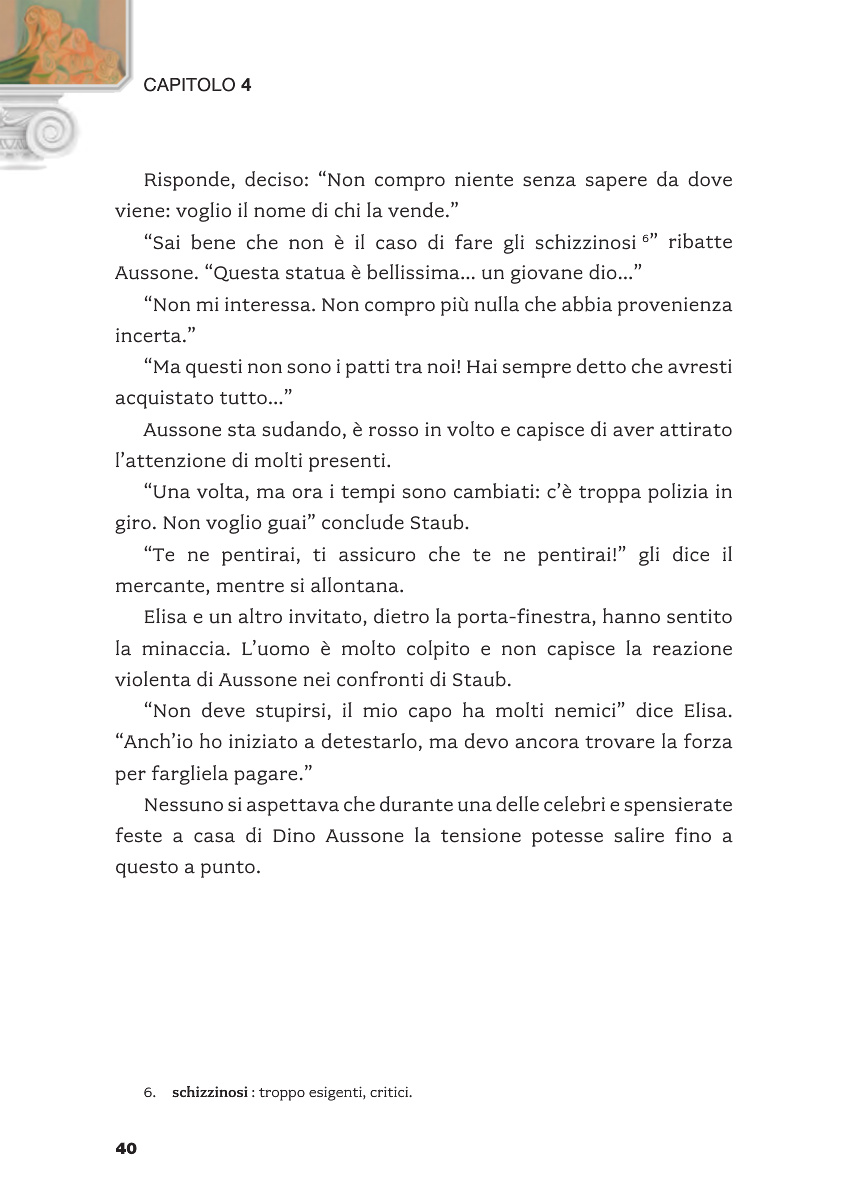 CAPITOLO 4
Risponde, deciso: “Non compro niente senza sapere da dove
viene: voglio il nome di chi la vende.”
“Sai bene che non è il caso di fare gli schizzinosi ⁶” ribatte
Aussone. “Questa statua è bellissima... un giovane dio...”
“Non mi interessa. Non compro più nulla che abbia provenienza
incerta.”
“Ma questi non sono i patti tra noi! Hai sempre detto che avresti
acquistato tutto...”
Aussone sta sudando, è rosso in volto e capisce di aver attirato
l’attenzione di molti presenti.
“Una volta, ma ora i tempi sono cambiati: c’è troppa polizia in
giro. Non voglio guai” conclude Staub.
“Te ne pentirai, ti assicuro che te ne pentirai!” gli dice il
mercante, mentre si allontana.
Elisa e un altro invitato, dietro la porta-finestra, hanno sentito
la minaccia. L’uomo è molto colpito e non capisce la reazione
violenta di Aussone nei confronti di Staub.
“Non deve stupirsi, il mio capo ha molti nemici” dice Elisa.
“Anch’io ho iniziato a detestarlo, ma devo ancora trovare la forza
per fargliela pagare.”
Nessuno si aspettava che durante una delle celebri e spensierate
feste a casa di Dino Aussone la tensione potesse salire fino a
questo a punto.
6. schizzinosi : troppo esigenti, critici.
40